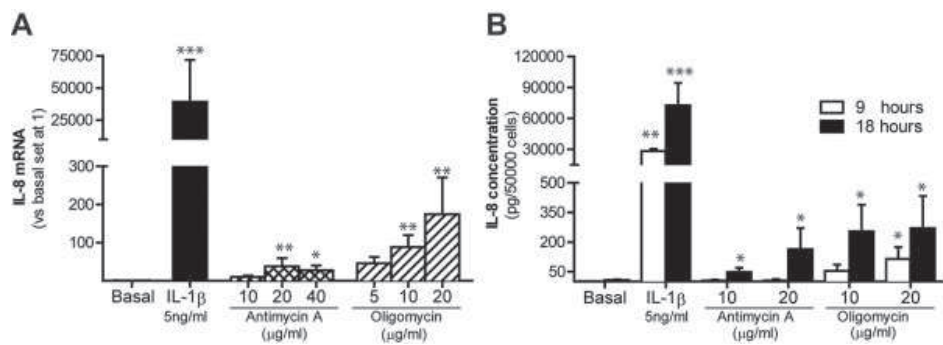 A
IL-8 mRNA
(vs basal set at 1)
75000
50000
25000
300
200
100
***
**
*
**
**
Basal
IL-1β
5ng/ml
10 20 40
Antimycin A
(µg/ml)
5 10 20
Oligomycin
(µg/ml)
B
IL-8 concentration
(pg/50000 cells)
120000
90000
60000
30000
500
350
200
50
**
***
*
*
*
*
*
9 hours
18 hours
Basal
IL-1β
5ng/ml
10 20
Antimycin A
(µg/ml)
10 20
Oligomycin
(µg/ml)